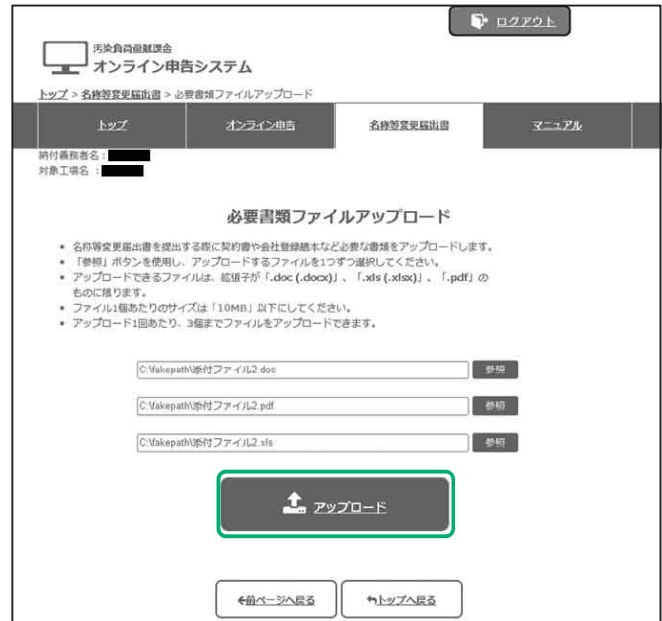 ログアウト
汚染負荷量賦課金
オンライン申告システム
トップ > 名称等変更届出書 > 必要書類ファイルアップロード
トップ オンライン申告 名称等変更届出書 マニュアル
納付義務者名:
対象工場名 :
必要書類ファイルアップロード
• 名称等変更届出書を提出する際に契約書や会社登録謄本など必要な書類をアップロードします。
• 「参照」ボタンを使用し、アップロードするファイルを1つずつ選択してください。
• アップロードできるファイルは、拡張子が「.doc (.docx)」、「.xls (.xlsx)」、「.pdf」の
ものに限ります。
• ファイル1個あたりのサイズは「10MB」以下にしてください。
• アップロード1回あたり、3個までファイルをアップロードできます。
C:\fakepath\添付ファイル2.doc 参照
C:\fakepath\添付ファイル2.pdf 参照
C:\fakepath\添付ファイル2.xls 参照
アップロード
前ページへ戻る トップへ戻る